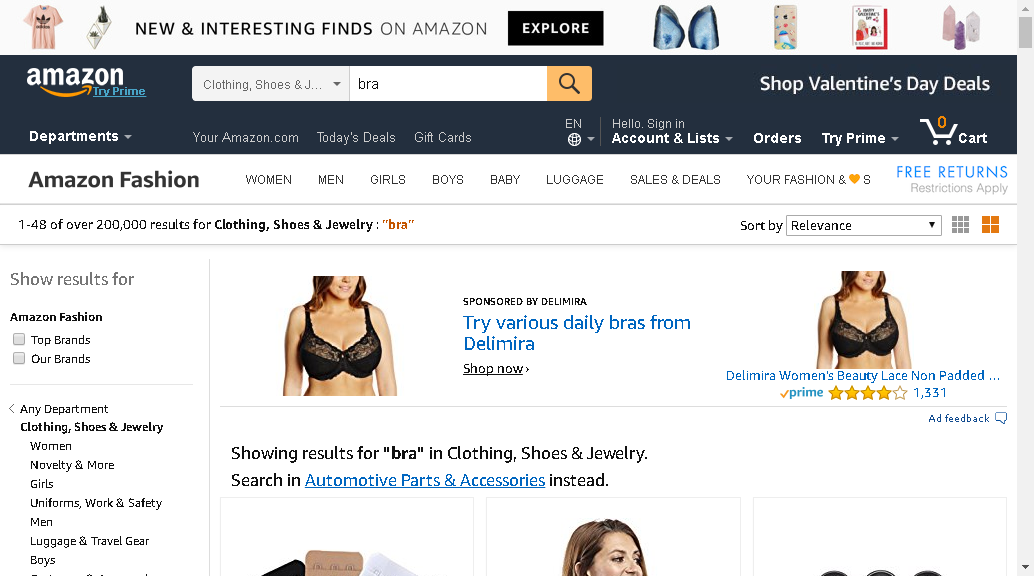 NEW & INTERESTING FINDS ON AMAZON EXPLORE
amazon
Try Prime
Clothing, Shoes & J...
bra
Shop Valentine's Day Deals
Departments
Your Amazon.com
Today's Deals
Gift Cards
EN
Hello. Sign in
Account & Lists
Orders
Try Prime
0
Cart
Amazon Fashion
WOMEN
MEN
GIRLS
BOYS
BABY
LUGGAGE
SALES & DEALS
YOUR FASHION & S
FREE RETURNS
Restrictions Apply
1-48 of over 200,000 results for Clothing, Shoes & Jewelry : "bra"
Sort by Relevance
Show results for
Amazon Fashion
Top Brands
Our Brands
Any Department
Clothing, Shoes & Jewelry
Women
Novelty & More
Girls
Uniforms, Work & Safety
Men
Luggage & Travel Gear
Boys
SPONSORED BY DELIMIRA
Try various daily bras from
Delimira
Shop now ›
Delimira Women's Beauty Lace Non Padded ...
prime 1,331
Ad feedback
Showing results for "bra" in Clothing, Shoes & Jewelry.
Search in Automotive Parts & Accessories instead.